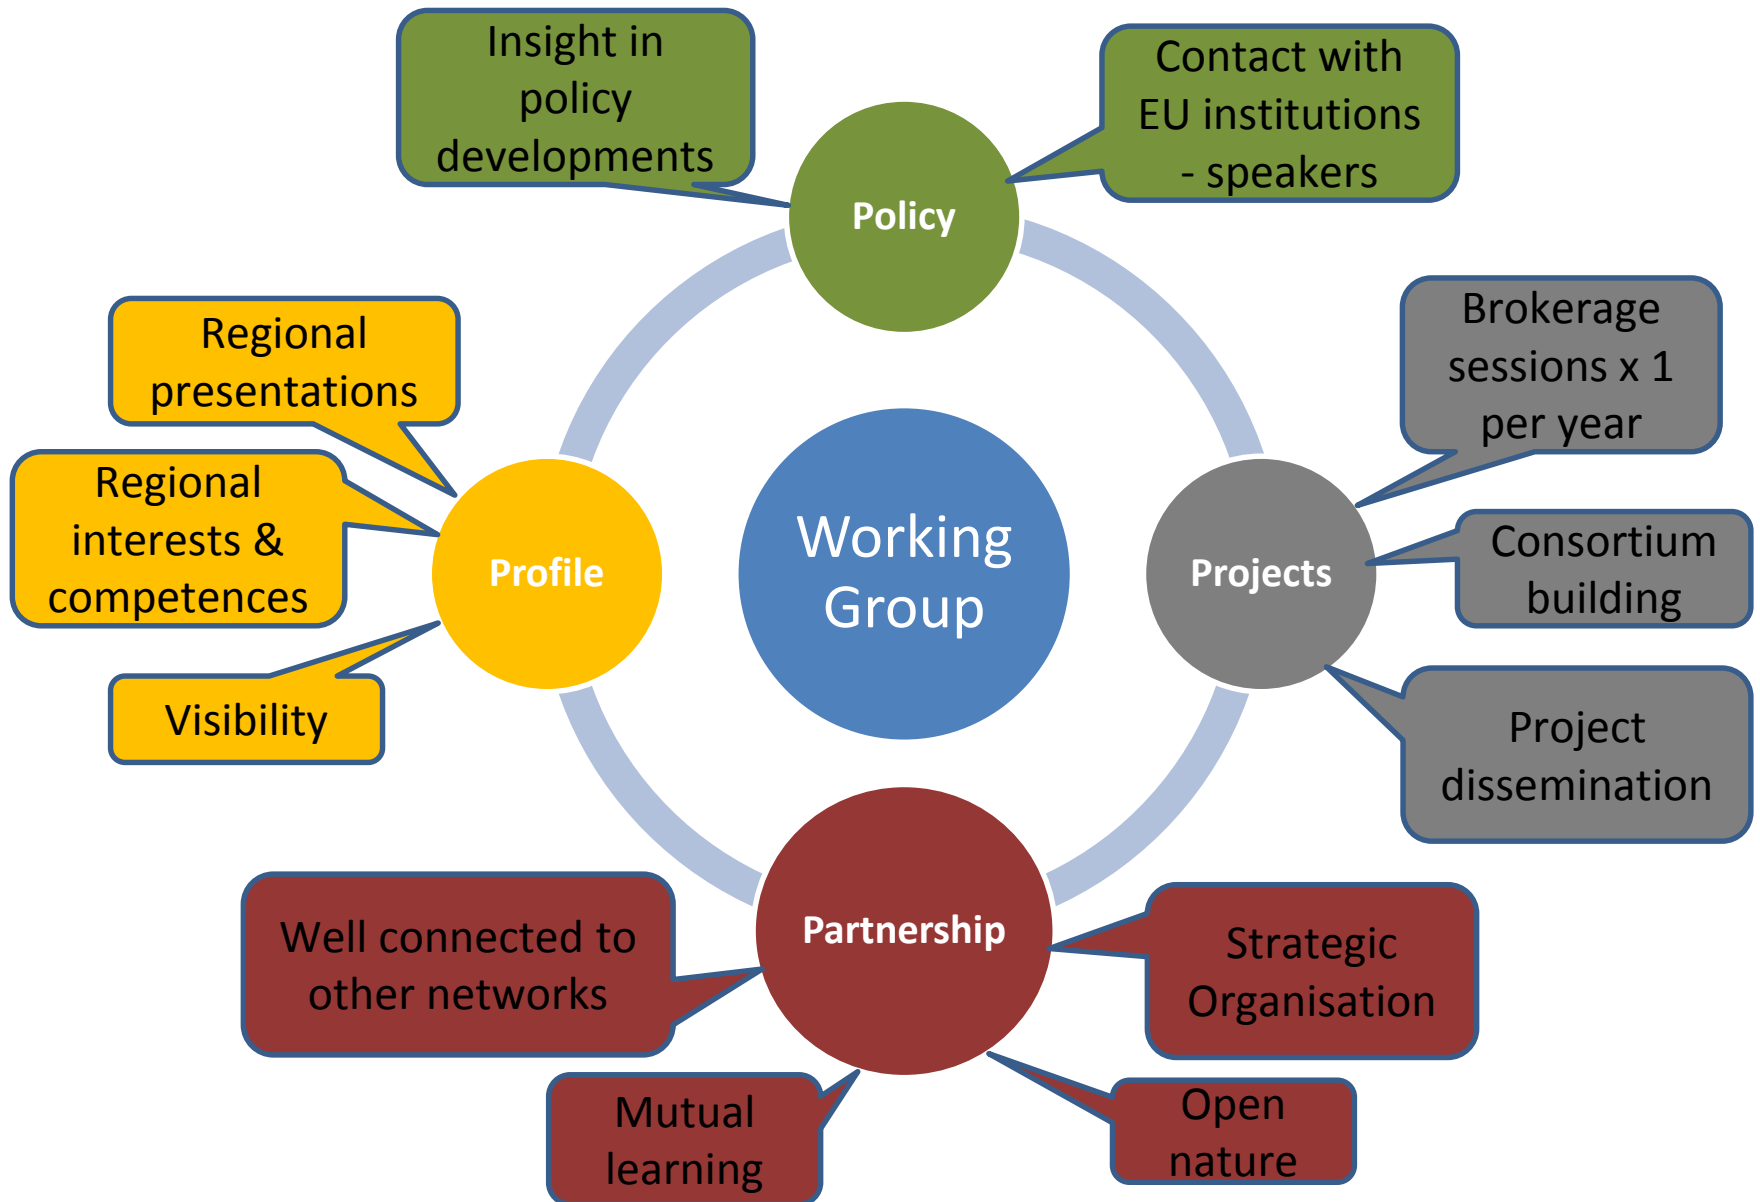 Insight in
policy
developments
Contact with
EU institutions
- speakers
Policy
Regional
presentations
Brokerage
sessions x 1
per year
Regional
interests &
competences
Profile
Working
Group
Projects
Consortium
building
Visibility
Project
dissemination
Well connected to
other networks
Partnership
Strategic
Organisation
Mutual
learning
Open
nature